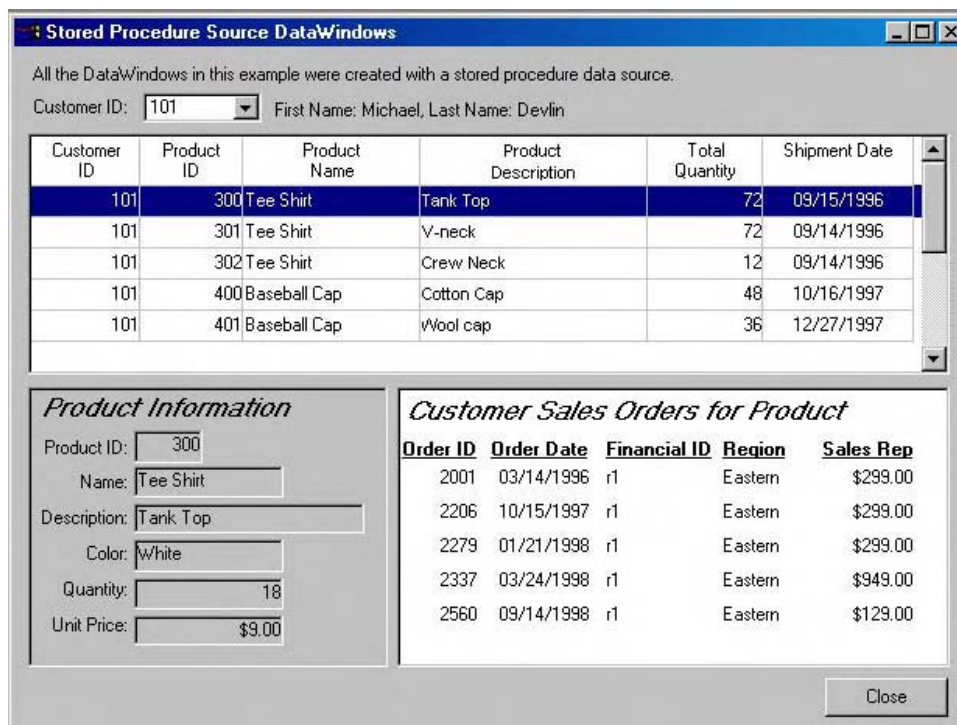 Stored Procedure Source DataWindows
All the DataWindows in this example were created with a stored procedure data source.
Customer ID: 101 First Name: Michael, Last Name: Devlin
Customer ID Product ID Product Name Product Description Total Quantity Shipment Date
101 300 Tee Shirt Tank Top 72 09/15/1996
101 301 Tee Shirt V-neck 72 09/14/1996
101 302 Tee Shirt Crew Neck 12 09/14/1996
101 400 Baseball Cap Cotton Cap 48 10/16/1997
101 401 Baseball Cap Wool cap 36 12/27/1997
Product Information
Product ID: 300
Name: Tee Shirt
Description: Tank Top
Color: White
Quantity: 18
Unit Price: $9.00
Customer Sales Orders for Product
Order ID Order Date Financial ID Region Sales Rep
2001 03/14/1996 r1 Eastern $299.00
2206 10/15/1997 r1 Eastern $299.00
2279 01/21/1998 r1 Eastern $299.00
2337 03/24/1998 r1 Eastern $949.00
2560 09/14/1998 r1 Eastern $129.00
Close